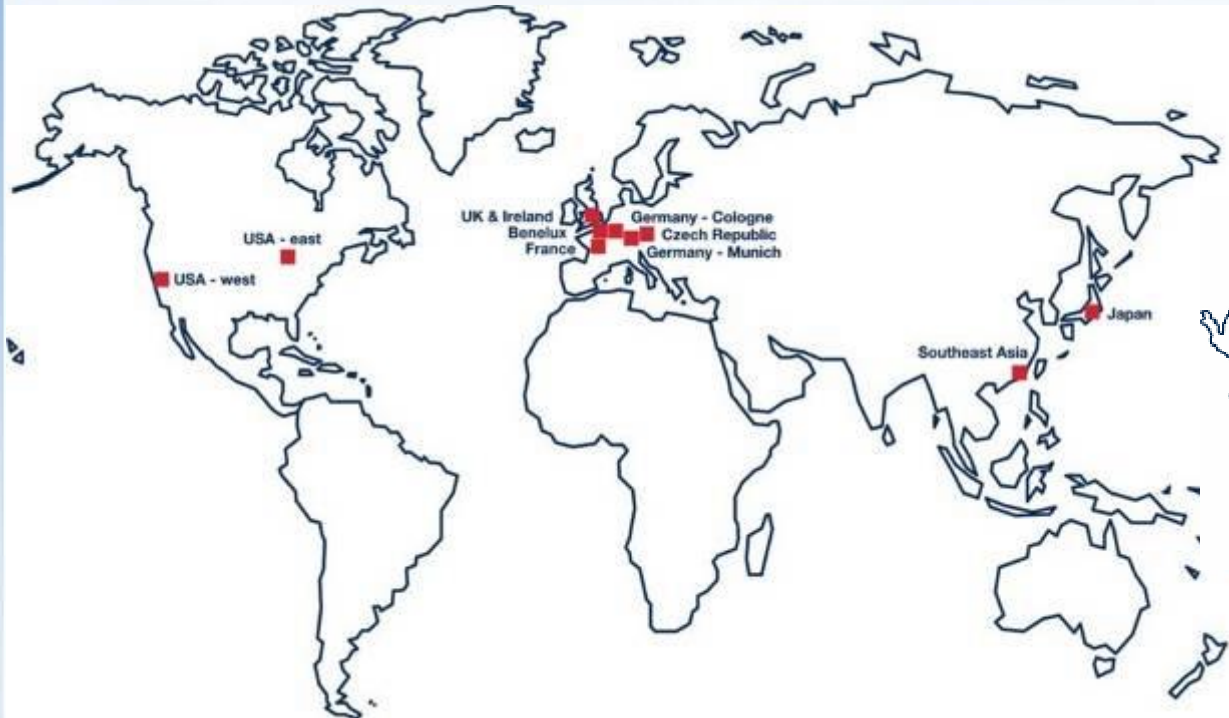 UK & Ireland
Germany - Cologne
Benelux
Czech Republic
France
Germany - Munich
USA - east
USA - west
Japan
Southeast Asia